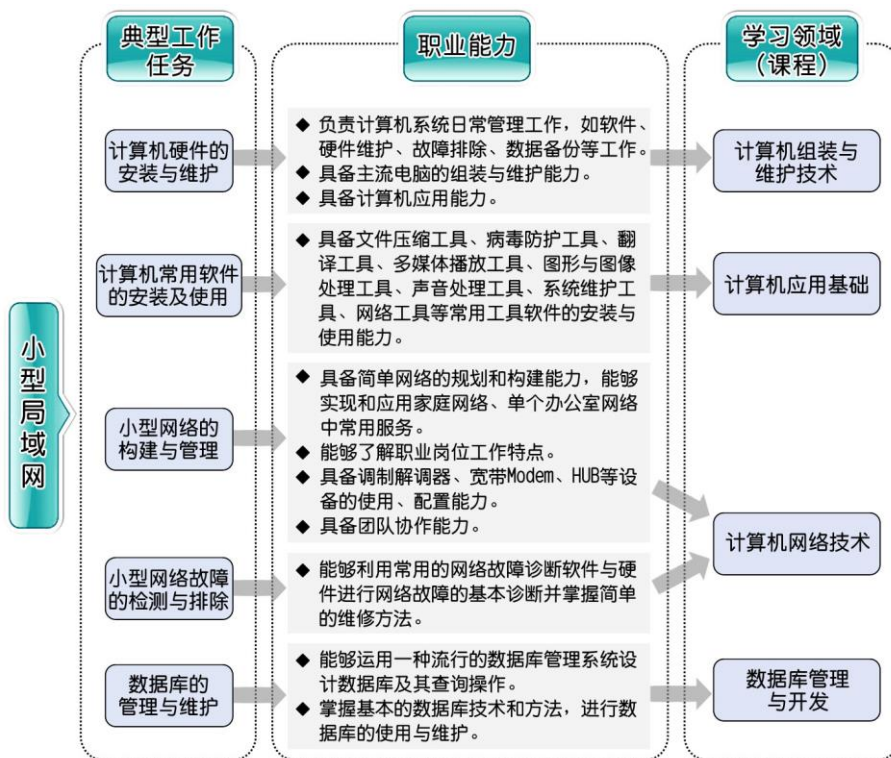 典型工作
任务
职业能力
学习领域
(课程)
小型局域网
计算机硬件的
安装与维护
◆ 负责计算机系统日常管理工作，如软件、
硬件维护、故障排除、数据备份等工作。
◆ 具备主流电脑的组装与维护能力。
◆ 具备计算机应用能力。
计算机组装与
维护技术
计算机常用软件
的安装及使用
◆ 具备文件压缩工具、病毒防护工具、翻
译工具、多媒体播放工具、图形与图像
处理工具、声音处理工具、系统维护工
具、网络工具等常用工具软件的安装与
使用能力。
计算机应用基础
小型网络的
构建与管理
◆ 具备简单网络的规划和构建能力，能够
实现和应用家庭网络、单个办公室网络
中常用服务。
◆ 能够了解职业岗位工作特点。
◆ 具备调制解调器、宽带Modem、HUB等设
备的使用、配置能力。
◆ 具备团队协作能力。
计算机网络技术
小型网络故障
的检测与排除
◆ 能够利用常用的网络故障诊断软件与硬
件进行网络故障的基本诊断并掌握简单
的维修方法。
数据库的
管理与维护
◆ 能够运用一种流行的数据库管理系统设
计数据库及其查询操作。
◆ 掌握基本的数据库技术和方法，进行数
据库的使用与维护。
数据库管理
与开发